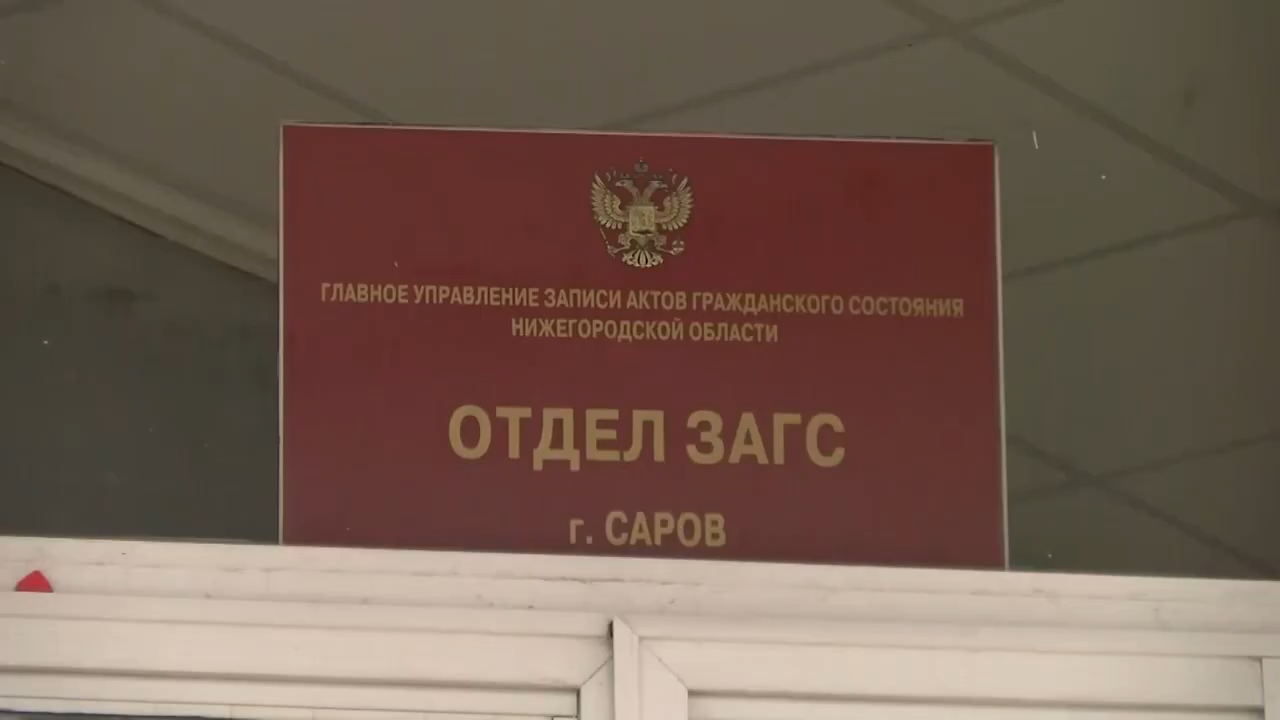 ГЛАВНОЕ УПРАВЛЕНИЕ ЗАПИСИ АКТОВ ГРАЖДАНСКОГО СОСТОЯНИЯ
НИЖЕГОРОДСКОЙ ОБЛАСТИ
ОТДЕЛ ЗАГС
г. САРОВ